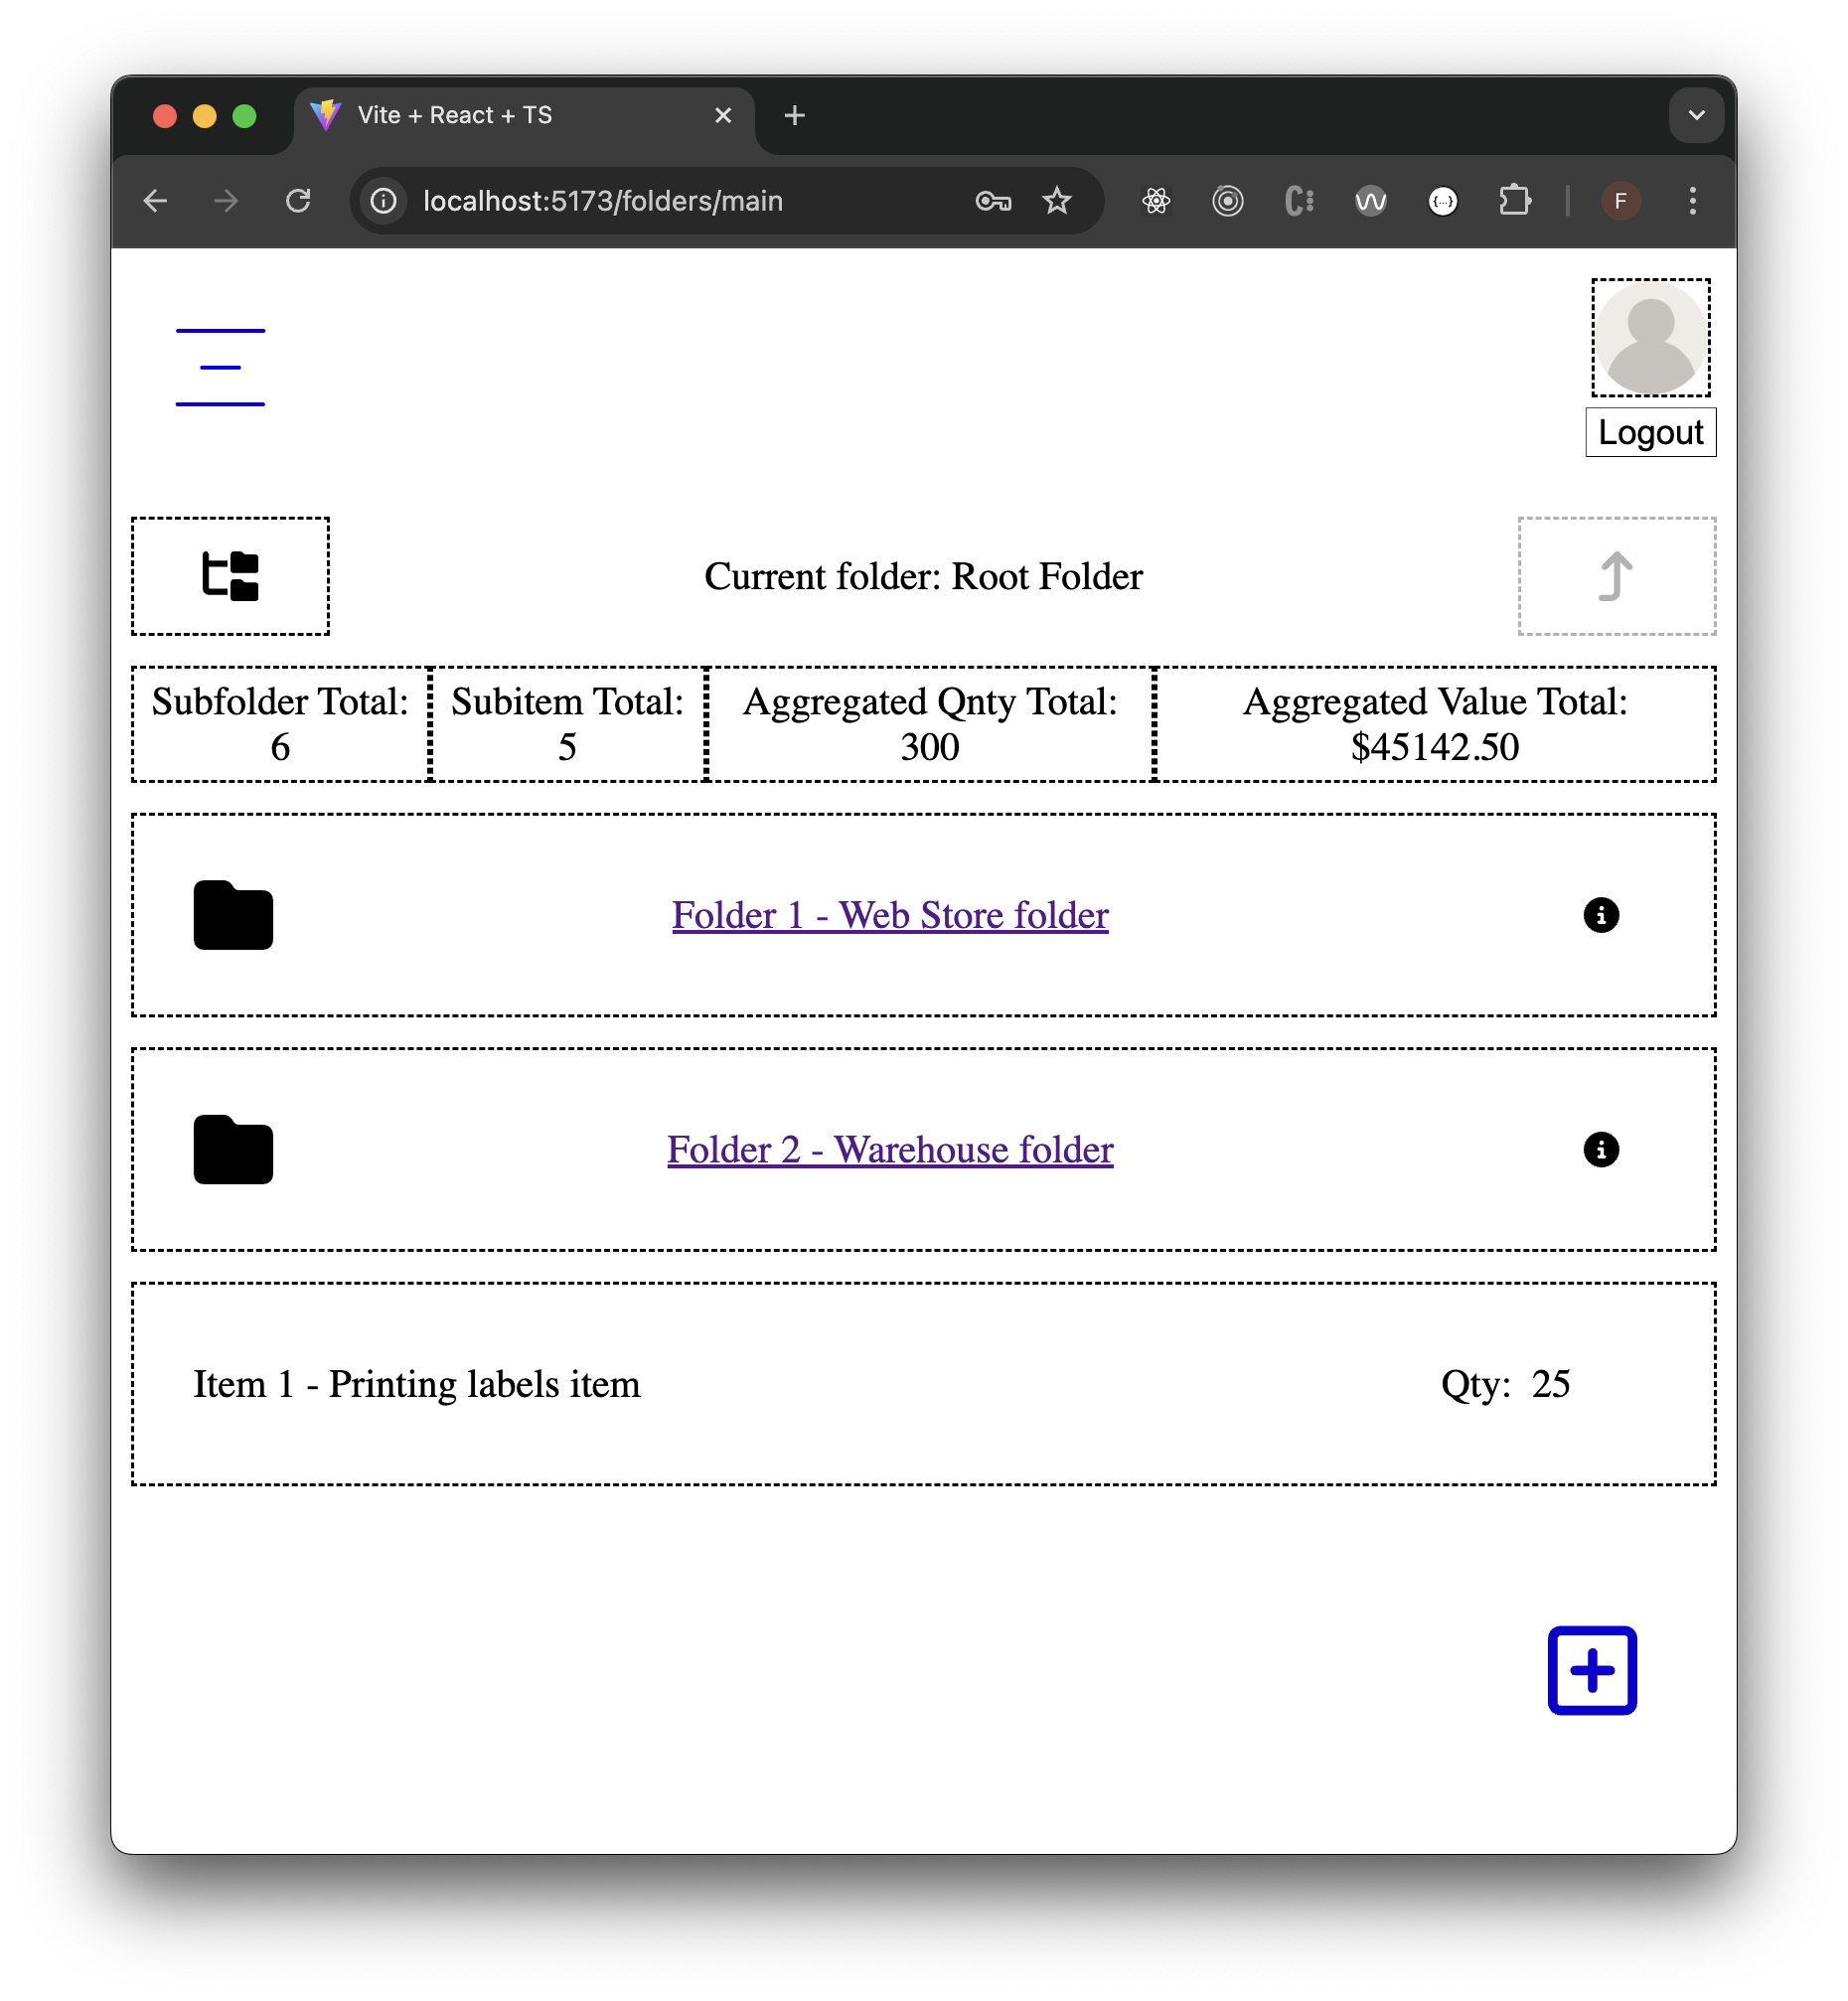 Vite + React + TS
localhost:5173/folders/main
F
Logout
Current folder: Root Folder
Subfolder Total:
6
Subitem Total:
5
Aggregated Qnty Total:
300
Aggregated Value Total:
$45142.50
Folder 1 - Web Store folder
Folder 2 - Warehouse folder
Item 1 - Printing labels item
Qty: 25